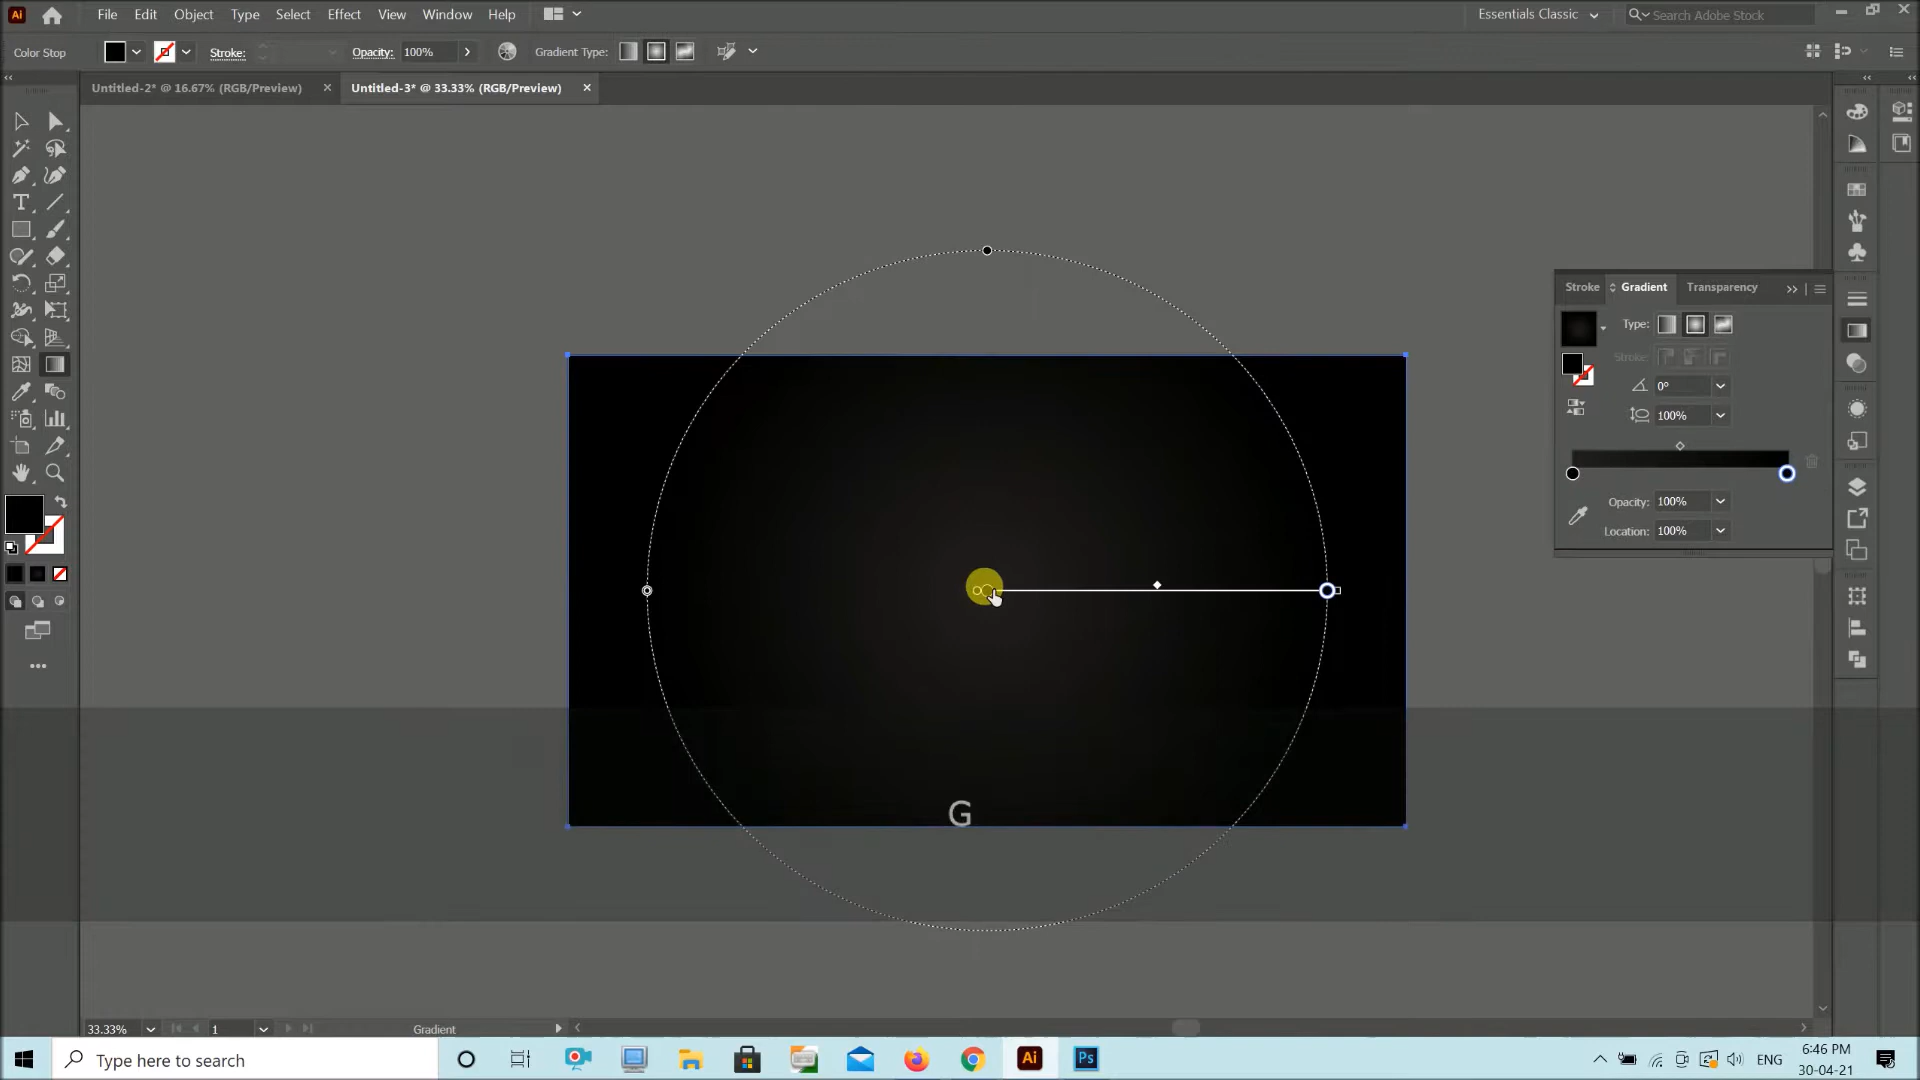 Ai File Edit Object Type Select Effect View Window Help Essentials Classic Search Adobe Stock
Color Stop Stroke: Opacity: 100% Gradient Type:
Untitled-2* @ 16.67% (RGB/Preview) × Untitled-3* @ 33.33% (RGB/Preview) ×
Stroke Gradient Transparency
Type:
Stroke:
0°
100%
Opacity: 100%
Location: 100%
G
33.33% 1 Gradient
Type here to search Ai Ps ENG 6:46 PM
30-04-21